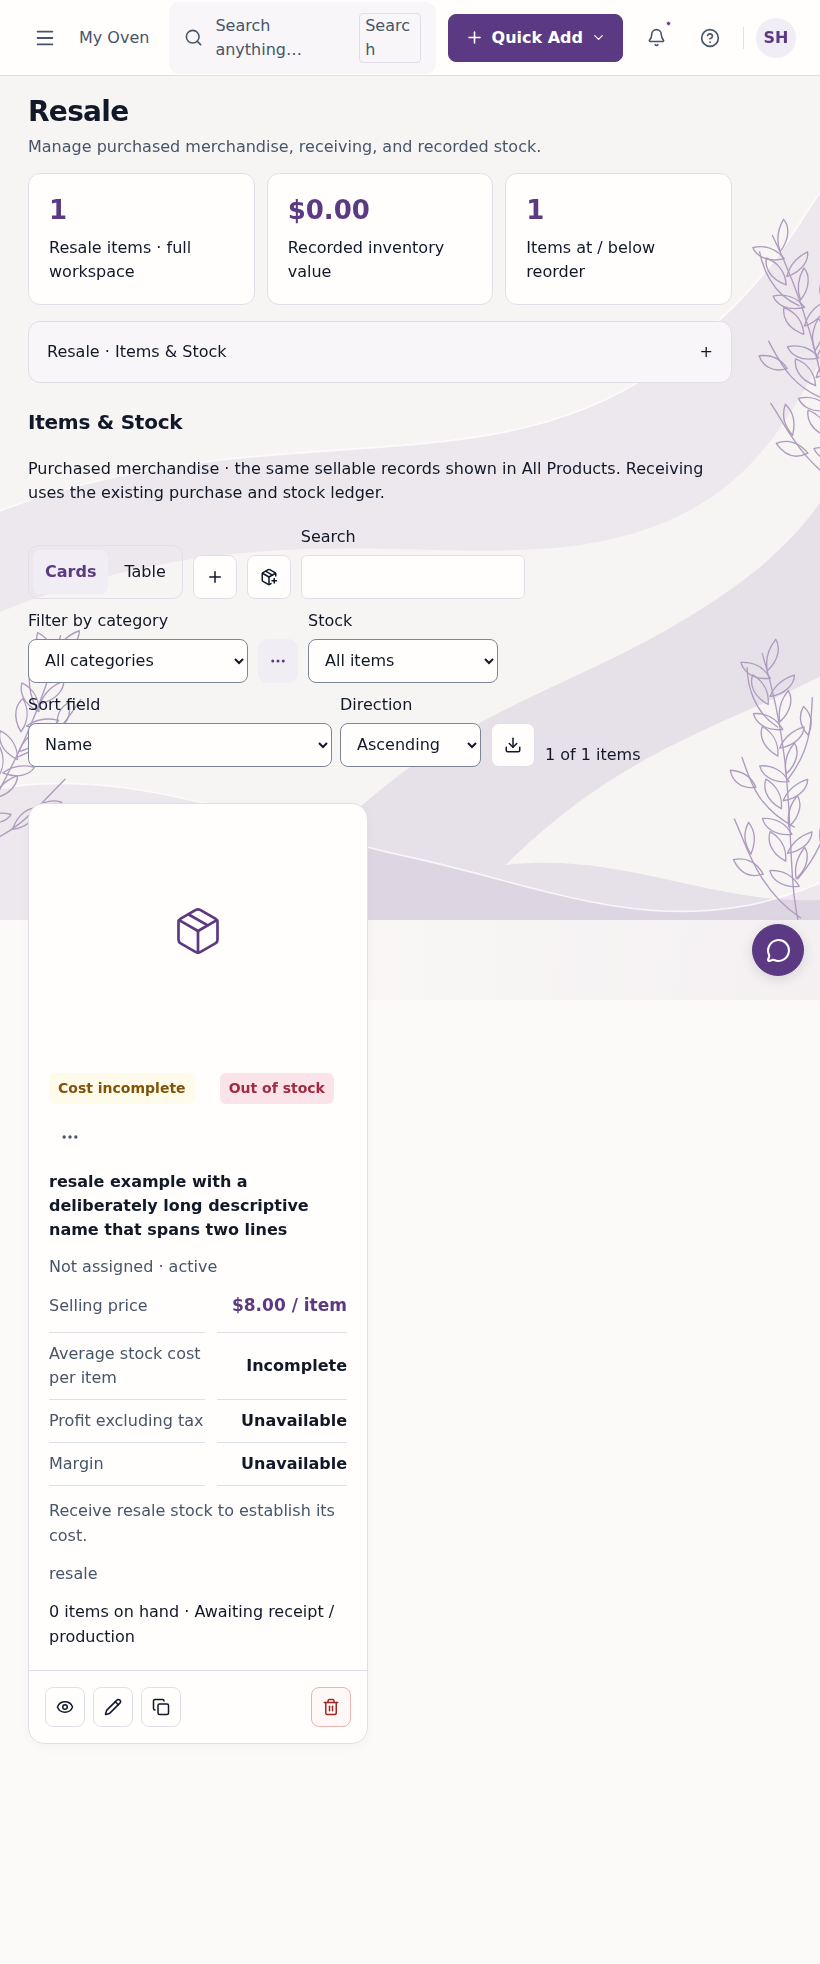 My Oven
Search
anything...
Searc
h
Quick Add
SH
Resale
Manage purchased merchandise, receiving, and recorded stock.
1
Resale items · full
workspace
$0.00
Recorded inventory
value
1
Items at / below
reorder
Resale · Items & Stock
+
Items & Stock
Purchased merchandise · the same sellable records shown in All Products. Receiving
uses the existing purchase and stock ledger.
Search
Cards
Table
Filter by category
Stock
All categories
All items
Sort field
Direction
Name
Ascending
1 of 1 items
Cost incomplete
Out of stock
resale example with a
deliberately long descriptive
name that spans two lines
Not assigned · active
Selling price
$8.00 / item
Average stock cost
per item
Incomplete
Profit excluding tax
Unavailable
Margin
Unavailable
Receive resale stock to establish its
cost.
resale
0 items on hand · Awaiting receipt /
production